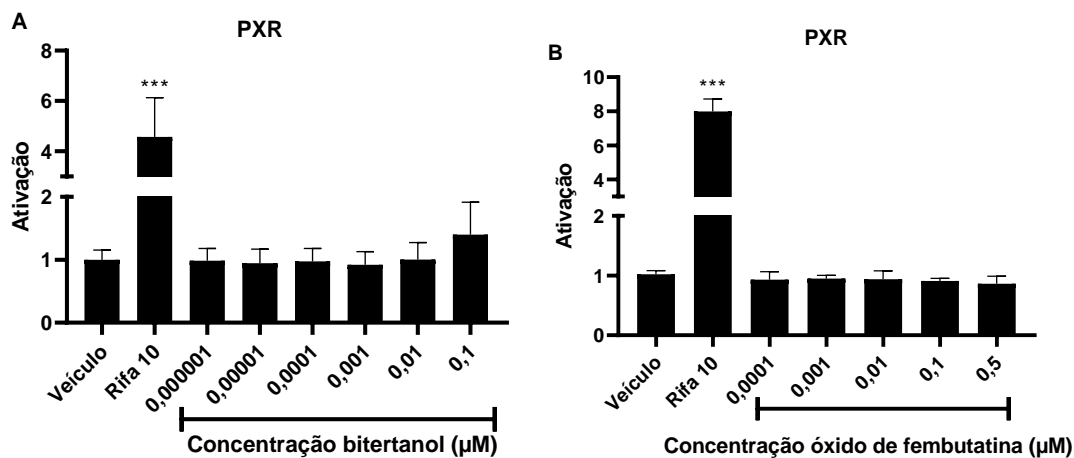 A
PXR
8
6
4
2
1
0
Ativação
***
Veículo
Rifa 10
0,000001
0,00001
0,0001
0,001
0,01
0,1
Concentração bitertanol (µM)
B
PXR
10
8
6
4
2
1
0
Ativação
***
Veículo
Rifa 10
0,0001
0,001
0,01
0,1
0,5
Concentração óxido de fembutatina (µM)